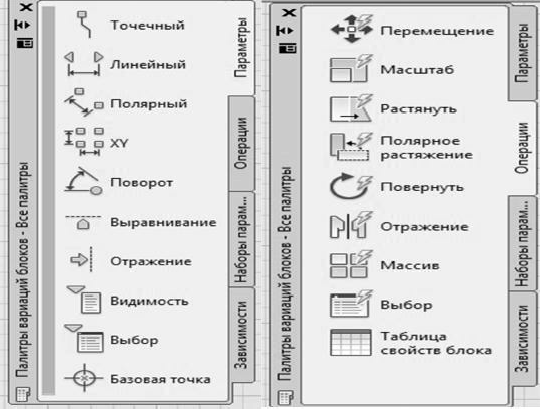 Точечный
Линейный
Полярный
XY
Поворот
Выравнивание
Отражение
Видимость
Выбор
Базовая точка
Параметры
Операции
Наборы парам...
Зависимости
Палитры вариаций блоков - Все палитры
Перемещение
Масштаб
Растянуть
Полярное
растяжение
Повернуть
Отражение
Массив
Выбор
Таблица
свойств блока
Параметры
Операции
Наборы парам...
Зависимости
Палитры вариаций блоков - Все палитры